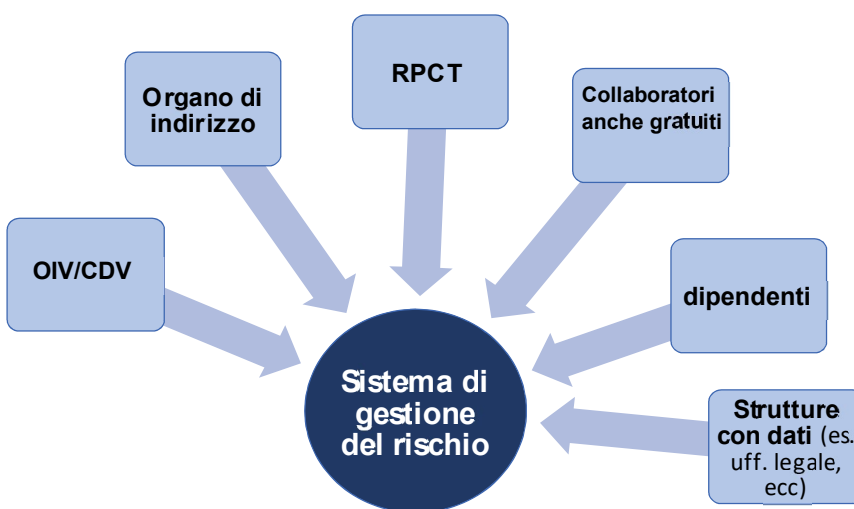 OIV/CDV
Organo di
indirizzo
RPCT
Collaboratori
anche gratuiti
dipendenti
Strutture
con dati (es.
uff. legale,
ecc)
Sistema di
gestione
del rischio